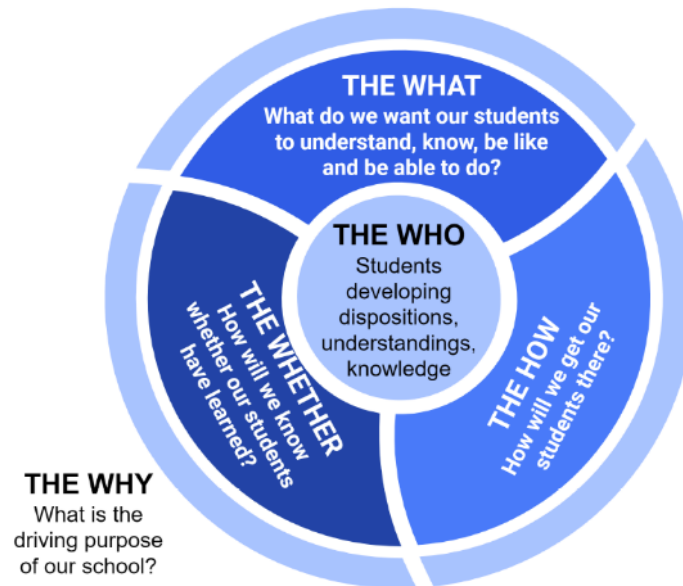 THE WHAT
What do we want our students
to understand, know, be like
and be able to do?
THE WHO
Students
developing
dispositions,
understandings,
knowledge
THE HOW
How will we get our
students there?
THE WHETHER
How will we know
whether our students
have learned?
THE WHY
What is the
driving purpose
of our school?